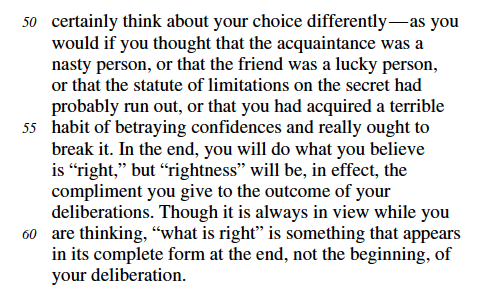 50 certainly think about your choice differently—as you
would if you thought that the acquaintance was a
nasty person, or that the friend was a lucky person,
or that the statute of limitations on the secret had
probably run out, or that you had acquired a terrible
55 habit of betraying confidences and really ought to
break it. In the end, you will do what you believe
is “right,” but “rightness” will be, in effect, the
compliment you give to the outcome of your
deliberations. Though it is always in view while you
60 are thinking, “what is right” is something that appears
in its complete form at the end, not the beginning, of
your deliberation.